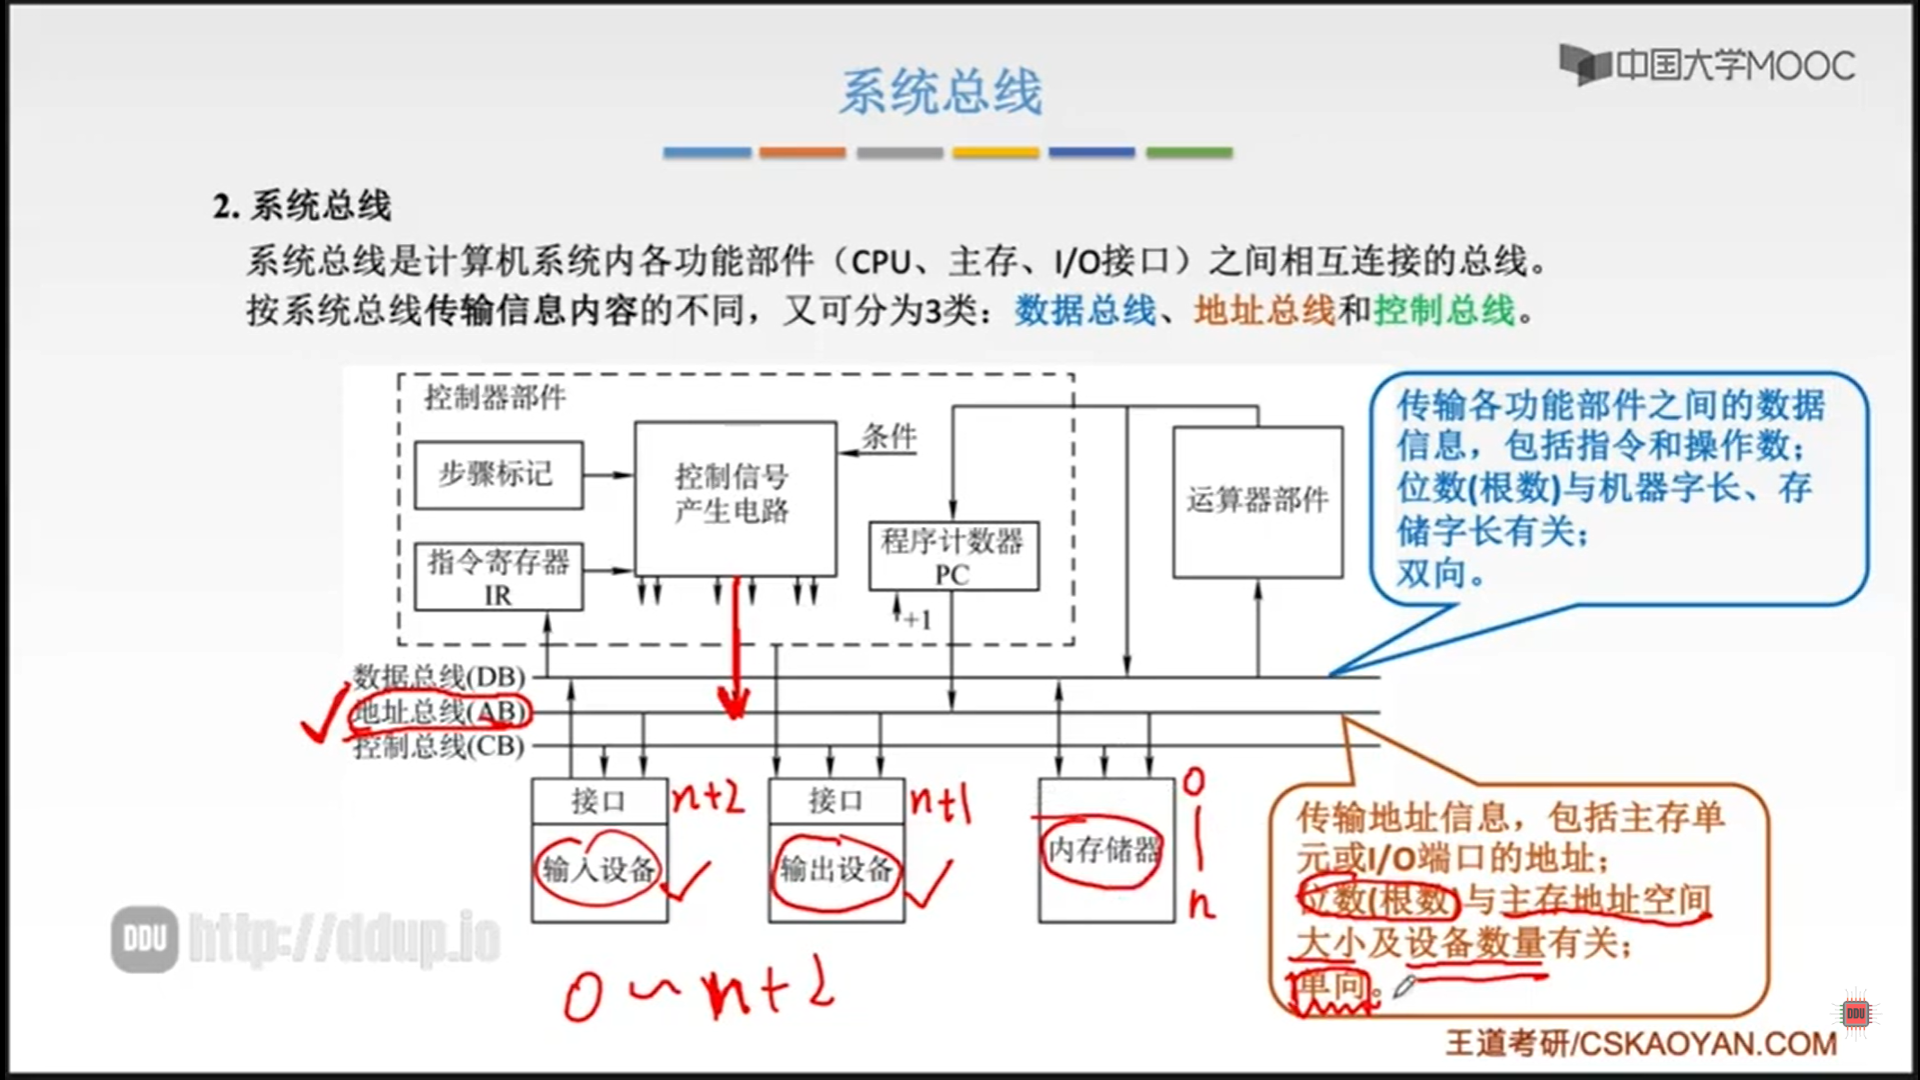 中国大学MOOC
系统总线
2. 系统总线
系统总线是计算机系统内各功能部件（CPU、主存、I/O接口）之间相互连接的总线。
按系统总线传输信息内容的不同，又可分为3类：数据总线、地址总线和控制总线。
控制器部件
步骤标记
指令寄存器
IR
控制信号
产生电路
条件
程序计数器
PC
+1
运算器部件
传输各功能部件之间的数据
信息，包括指令和操作数；
位数(根数)与机器字长、存
储字长有关；
双向。
数据总线(DB)
地址总线(AB)
控制总线(CB)
接口
n+2
输入设备
接口
n+1
输出设备
内存储器
0
n
传输地址信息，包括主存单
元或I/O端口的地址；
位数(根数)与主存地址空间
大小及设备数量有关；
单向。
0~n+2
DDU http://ddup.io
DDU
王道考研/CSKAOYAN.COM